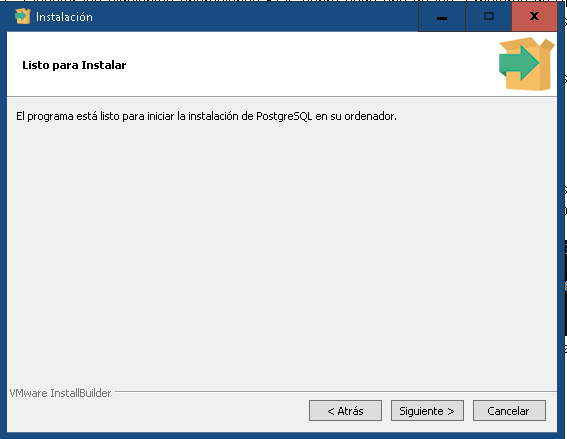 Instalación
Listo para Instalar
El programa está listo para iniciar la instalación de PostgreSQL en su ordenador.
VMware InstallBuilder
< Atrás
Siguiente >
Cancelar